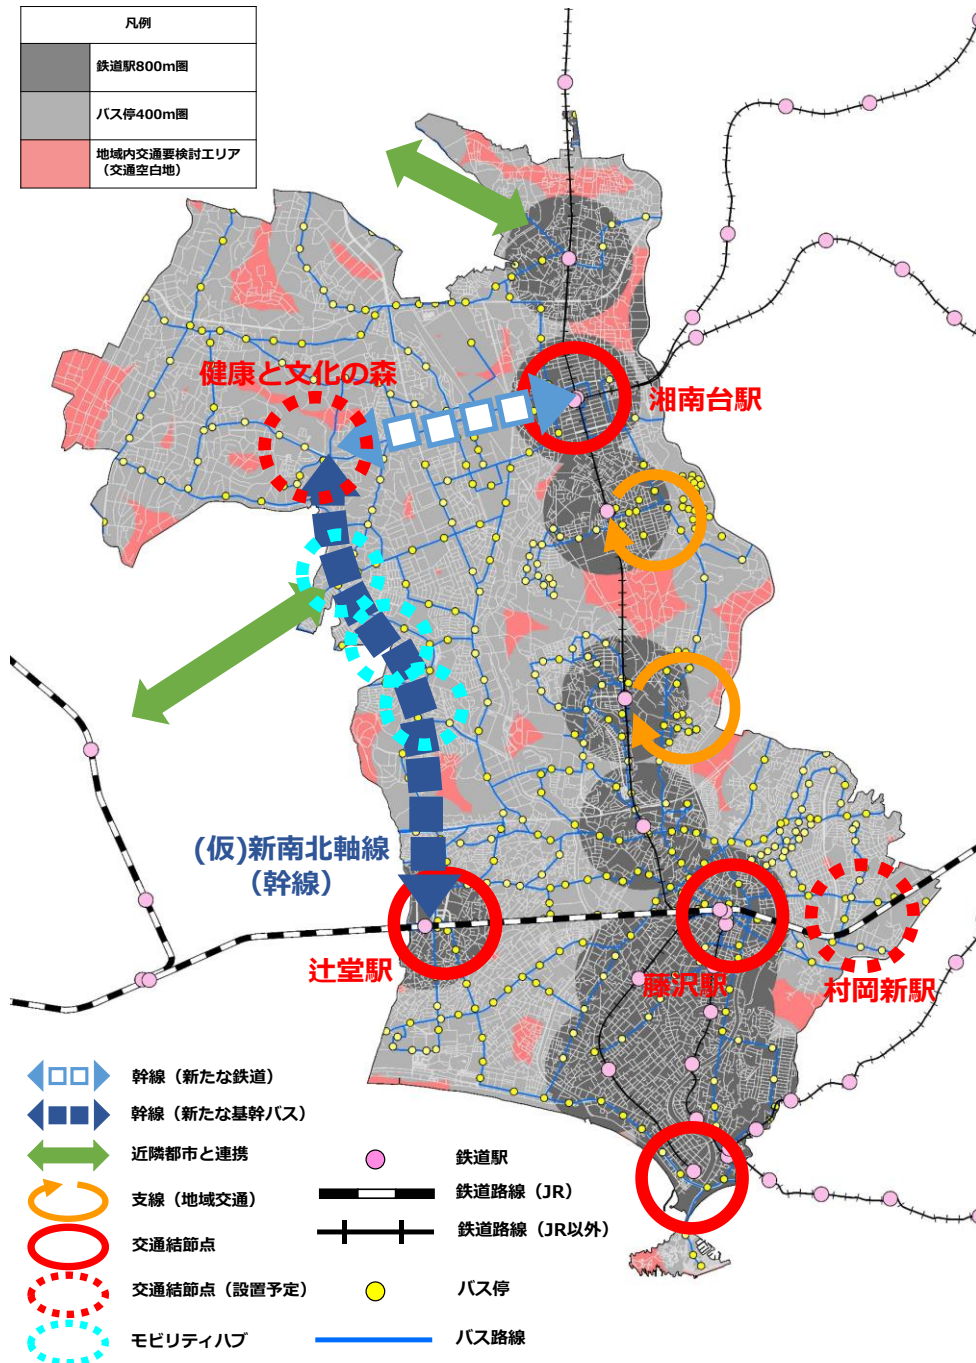 凡例
鉄道駅800m圏
バス停400m圏
地域内交通要検討エリア
（交通空白地）
健康と文化の森
湘南台駅
(仮)新南北軸線
（幹線）
辻堂駅
藤沢駅
村岡新駅
幹線（新たな鉄道）
幹線（新たな基幹バス）
近隣都市と連携
支線（地域交通）
交通結節点
交通結節点（設置予定）
モビリティハブ
鉄道駅
鉄道路線（JR）
鉄道路線（JR以外）
バス停
バス路線